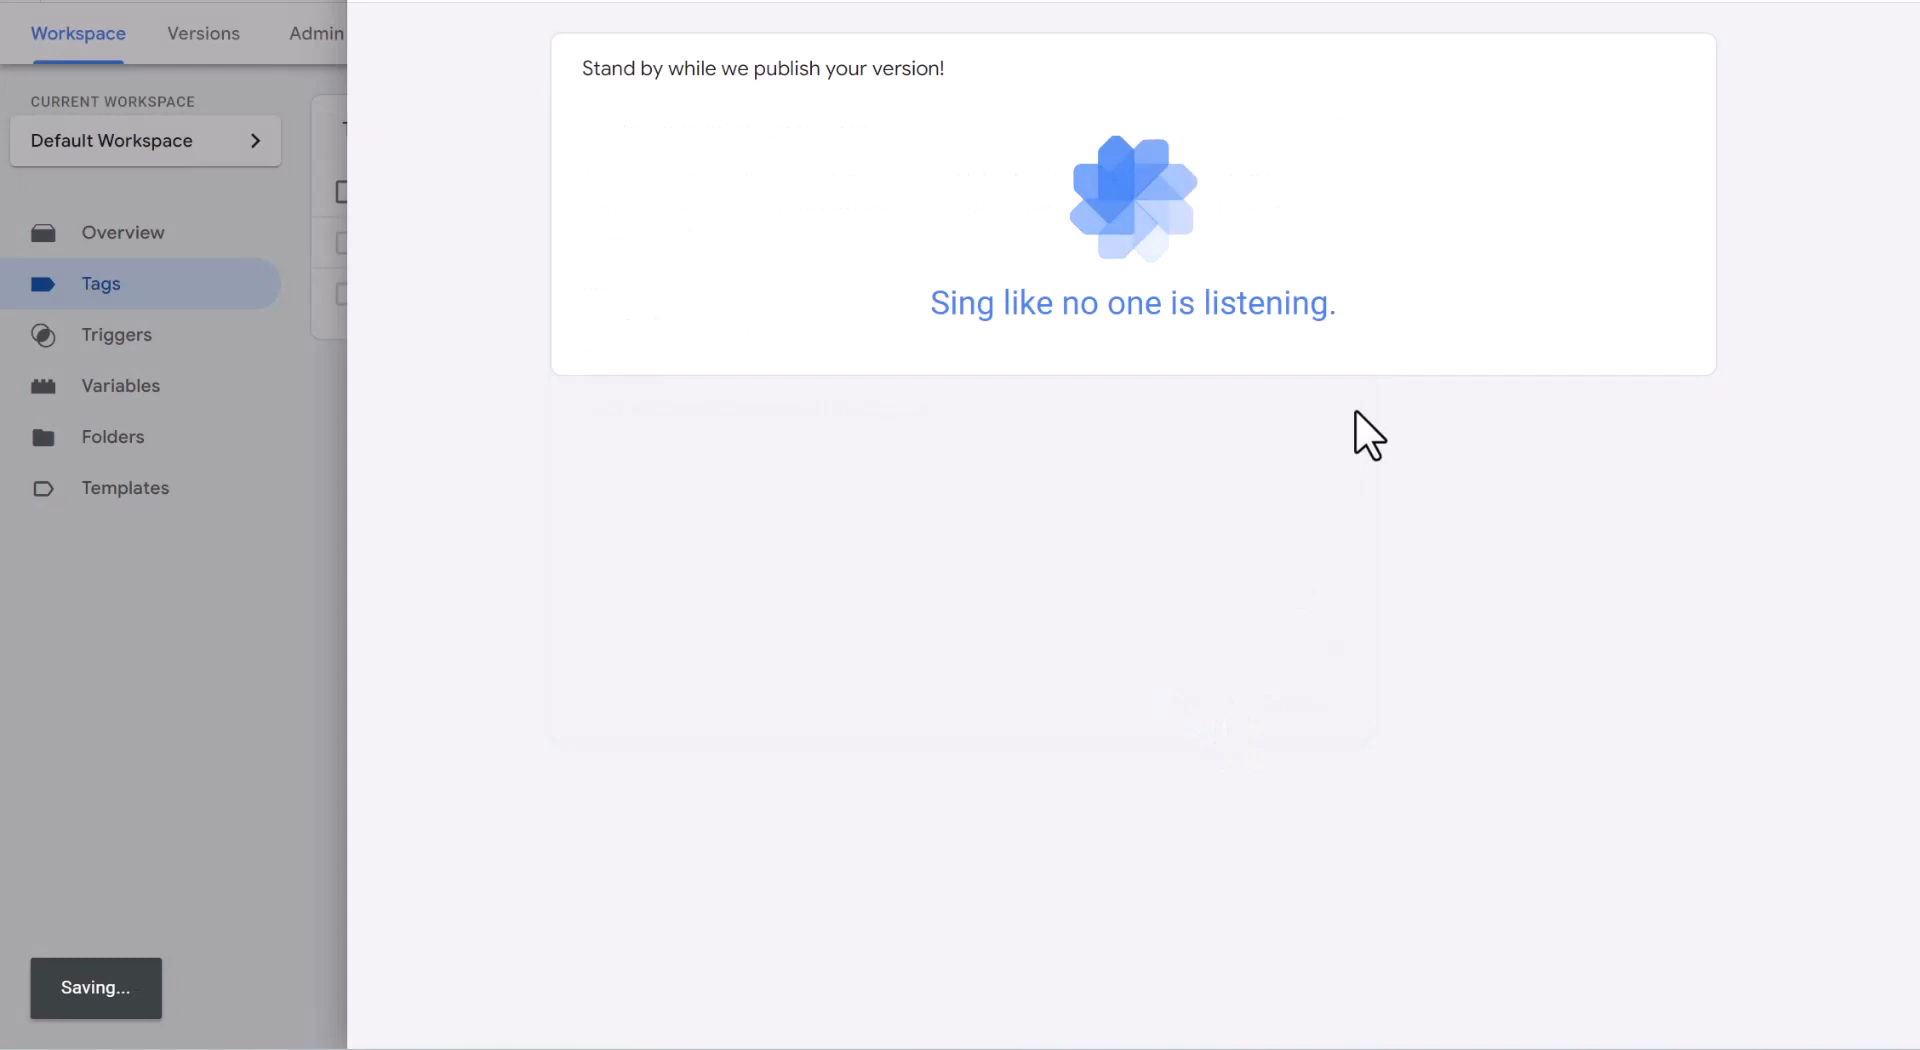 Workspace
Versions
Admin
CURRENT WORKSPACE
Default Workspace
Overview
Tags
Triggers
Variables
Folders
Templates
Saving...
Stand by while we publish your version!
Sing like no one is listening.